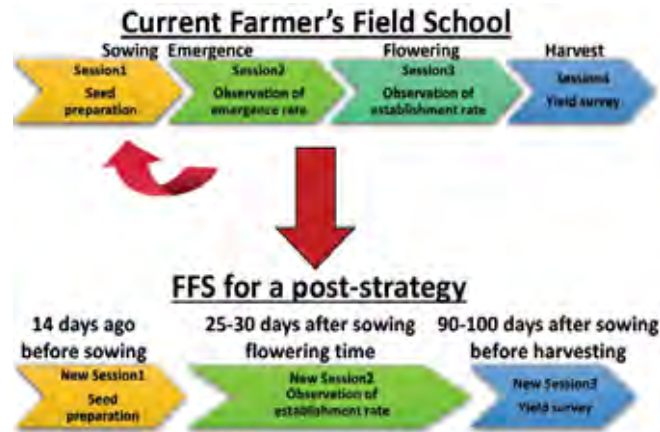 Current Farmer's Field School
Sowing Emergence Flowering Harvest
Session1 Session2 Session3 Session4
Seed Observation of Observation of Yield survey
preparation emergence rate establishment rate
FFS for a post-strategy
14 days ago 25-30 days after sowing 90-100 days after sowing
before sowing flowering time before harvesting
New Session1 New Session2 New Session3
Seed Observation of Yield survey
preparation establishment rate